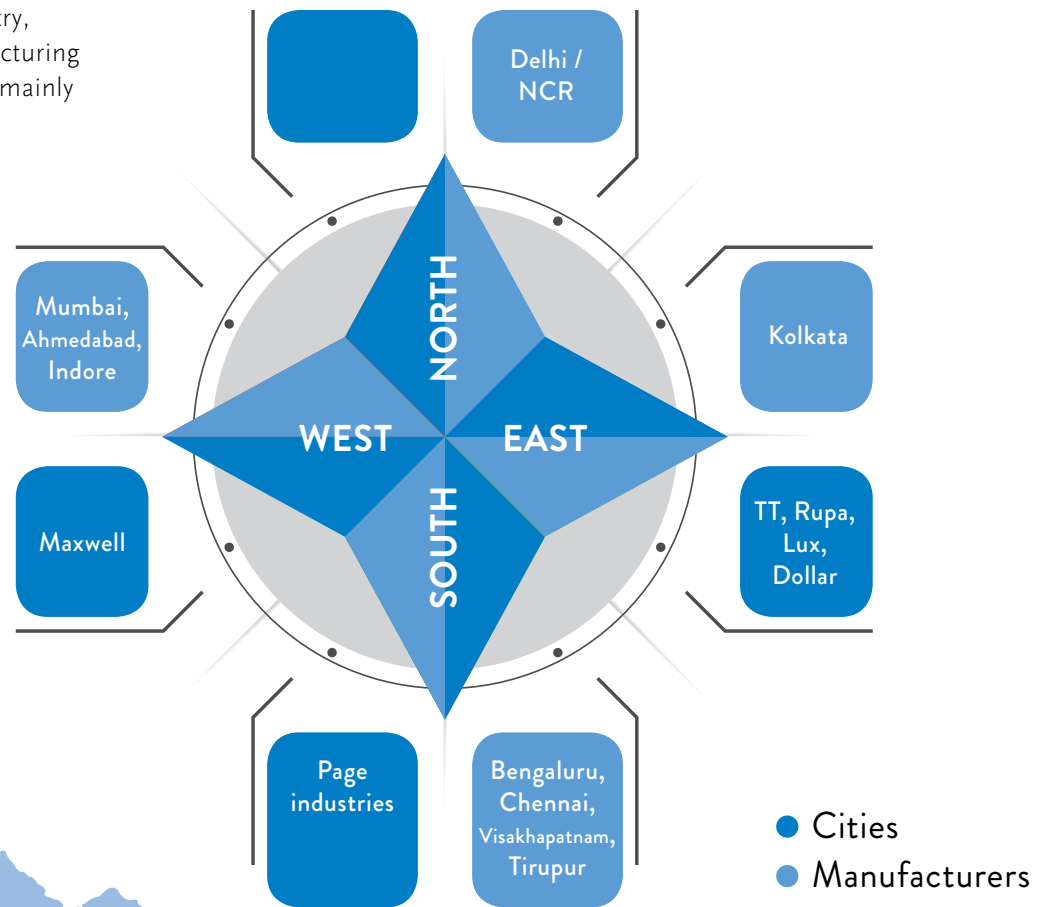 try,
cturing
mainly
Delhi /
NCR
NORTH
Mumbai,
Ahmedabad,
Indore
Kolkata
WEST
EAST
Maxwell
TT, Rupa,
Lux,
Dollar
SOUTH
Page
industries
Bengaluru,
Chennai,
Visakhapatnam,
Tirupur
Cities
Manufacturers